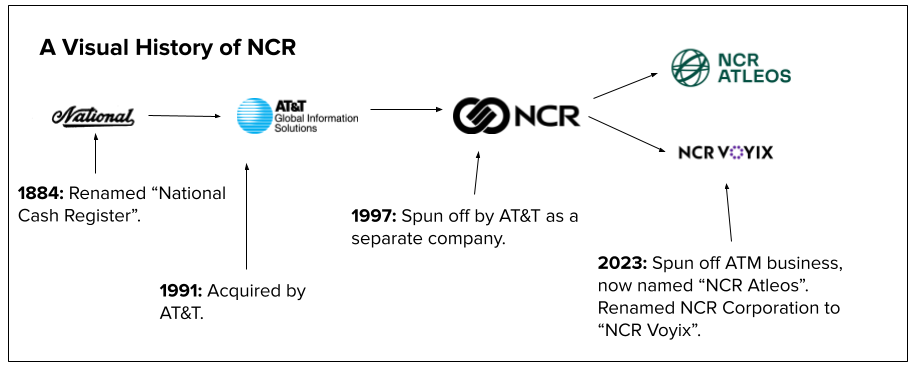 A Visual History of NCR
National
AT&T
Global Information
Solutions
NCR
NCR
ATLEOS
NCR VOYIX
1884: Renamed “National
Cash Register”.
1991: Acquired by
AT&T.
1997: Spun off by AT&T as a
separate company.
2023: Spun off ATM business,
now named “NCR Atleos”.
Renamed NCR Corporation to
“NCR Voyix”.